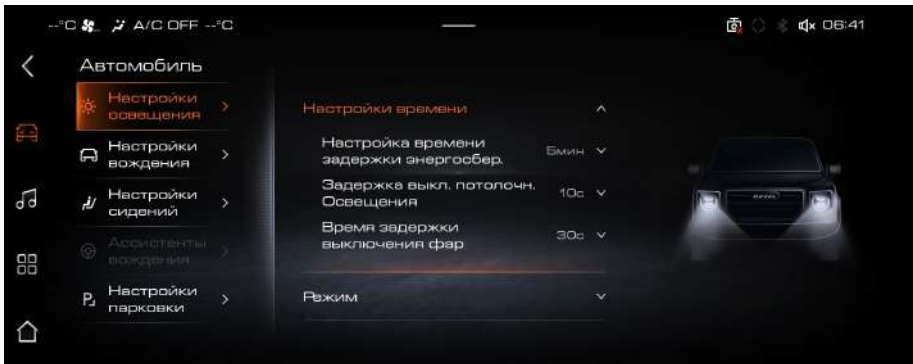 --°C A/C OFF --°C
06:41
Автомобиль
Настройки
освещения
Настройки
вождения
Настройки
сидений
Ассистенты
вождения
Настройки
парковки
Настройки времени
Настройка времени
задержки энергосбер.
5мин
Задержка выкл. потолочн.
Освещения
10с
Время задержки
выключения фар
30с
Режим